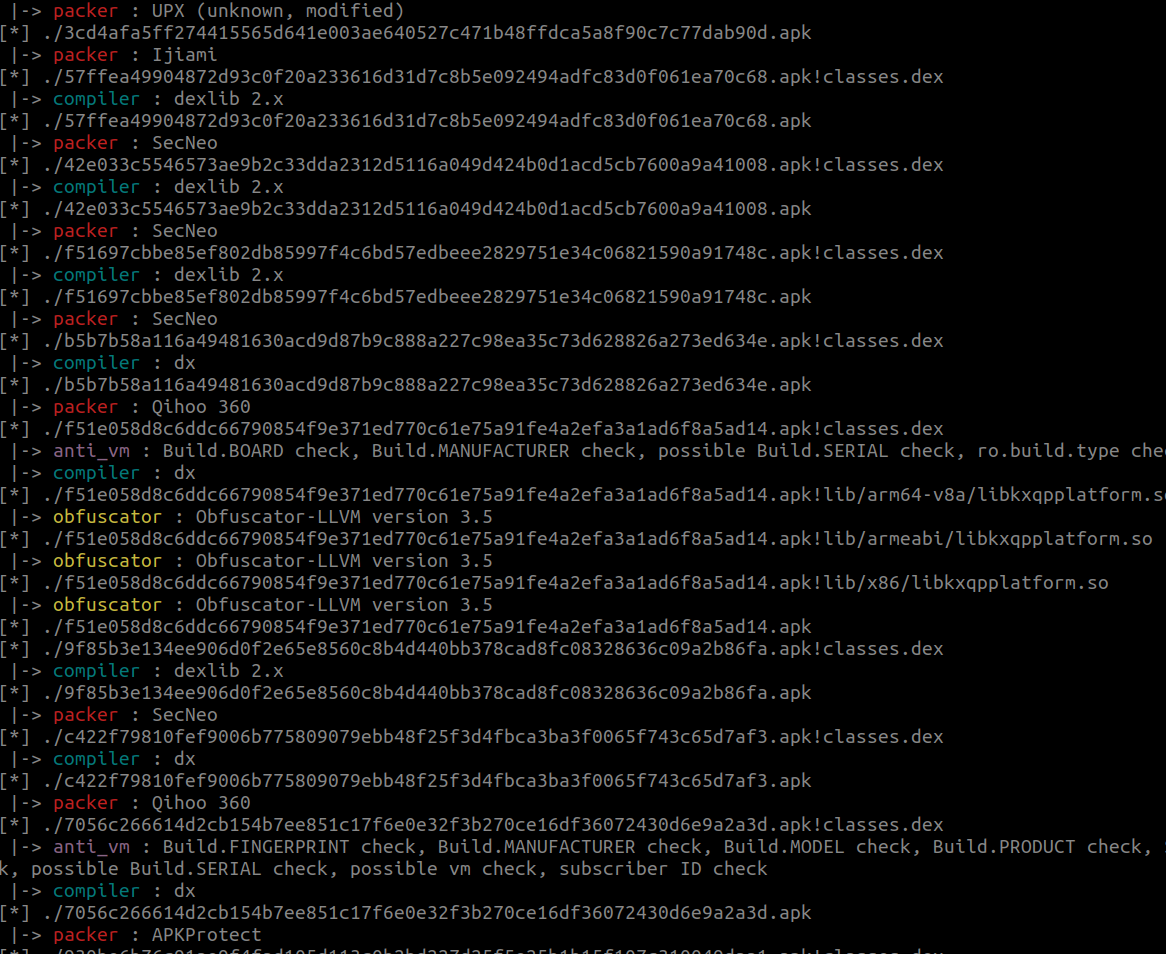 |-> packer : UPX (unknown, modified)
[*] ./3cd4afa5ff274415565d641e003ae640527c471b48ffdca5a8f90c7c77dab90d.apk
|-> packer : Ijiami
[*] ./57ffea49904872d93c0f20a233616d31d7c8b5e092494adfc83d0f061ea70c68.apk!classes.dex
|-> compiler : dexlib 2.x
[*] ./57ffea49904872d93c0f20a233616d31d7c8b5e092494adfc83d0f061ea70c68.apk
|-> packer : SecNeo
[*] ./42e033c5546573ae9b2c33dda2312d5116a049d424b0d1acd5cb7600a9a41008.apk!classes.dex
|-> compiler : dexlib 2.x
[*] ./42e033c5546573ae9b2c33dda2312d5116a049d424b0d1acd5cb7600a9a41008.apk
|-> packer : SecNeo
[*] ./f51697cbbe85ef802db85997f4c6bd57edbeee2829751e34c06821590a91748c.apk!classes.dex
|-> compiler : dexlib 2.x
[*] ./f51697cbbe85ef802db85997f4c6bd57edbeee2829751e34c06821590a91748c.apk
|-> packer : SecNeo
[*] ./b5b7b58a116a49481630acd9d87b9c888a227c98ea35c73d628826a273ed634e.apk!classes.dex
|-> compiler : dx
[*] ./b5b7b58a116a49481630acd9d87b9c888a227c98ea35c73d628826a273ed634e.apk
|-> packer : Qihoo 360
[*] ./f51e058d8c6ddc66790854f9e371ed770c61e75a91fe4a2efa3a1ad6f8a5ad14.apk!classes.dex
|-> anti_vm : Build.BOARD check, Build.MANUFACTURER check, possible Build.SERIAL check, ro.build.type che
|-> compiler : dx
[*] ./f51e058d8c6ddc66790854f9e371ed770c61e75a91fe4a2efa3a1ad6f8a5ad14.apk!lib/arm64-v8a/libkxqpplatform.s
|-> obfuscator : Obfuscator-LLVM version 3.5
[*] ./f51e058d8c6ddc66790854f9e371ed770c61e75a91fe4a2efa3a1ad6f8a5ad14.apk!lib/armeabi/libkxqpplatform.so
|-> obfuscator : Obfuscator-LLVM version 3.5
[*] ./f51e058d8c6ddc66790854f9e371ed770c61e75a91fe4a2efa3a1ad6f8a5ad14.apk!lib/x86/libkxqpplatform.so
|-> obfuscator : Obfuscator-LLVM version 3.5
[*] ./f51e058d8c6ddc66790854f9e371ed770c61e75a91fe4a2efa3a1ad6f8a5ad14.apk
[*] ./9f85b3e134ee906d0f2e65e8560c8b4d440bb378cad8fc08328636c09a2b86fa.apk!classes.dex
|-> compiler : dexlib 2.x
[*] ./9f85b3e134ee906d0f2e65e8560c8b4d440bb378cad8fc08328636c09a2b86fa.apk
|-> packer : SecNeo
[*] ./c422f79810fef9006b775809079ebb48f25f3d4fbca3ba3f0065f743c65d7af3.apk!classes.dex
|-> compiler : dx
[*] ./c422f79810fef9006b775809079ebb48f25f3d4fbca3ba3f0065f743c65d7af3.apk
|-> packer : Qihoo 360
[*] ./7056c266614d2cb154b7ee851c17f6e0e32f3b270ce16df36072430d6e9a2a3d.apk!classes.dex
|-> anti_vm : Build.FINGERPRINT check, Build.MANUFACTURER check, Build.MODEL check, Build.PRODUCT check,
k, possible Build.SERIAL check, possible vm check, subscriber ID check
|-> compiler : dx
[*] ./7056c266614d2cb154b7ee851c17f6e0e32f3b270ce16df36072430d6e9a2a3d.apk
|-> packer : APKProtect